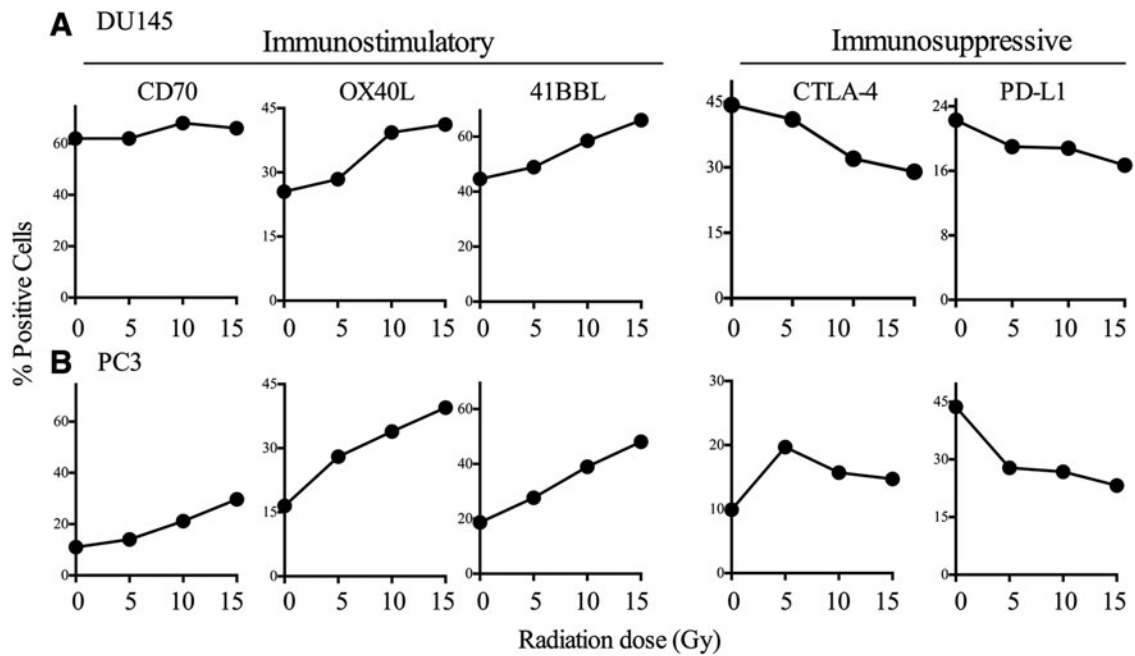 A DU145
Immunostimulatory
Immunosuppressive
CD70
OX40L
41BBL
CTLA-4
PD-L1
% Positive Cells
60
40
20
0
0 5 10 15
45
30
15
0
0 5 10 15
60
40
20
0
0 5 10 15
45
30
15
0
0 5 10 15
24
16
8
0
0 5 10 15
B PC3
60
40
20
0
0 5 10 15
45
30
15
0
0 5 10 15
60
40
20
0
0 5 10 15
30
20
10
0
0 5 10 15
45
30
15
0
0 5 10 15
Radiation dose (Gy)